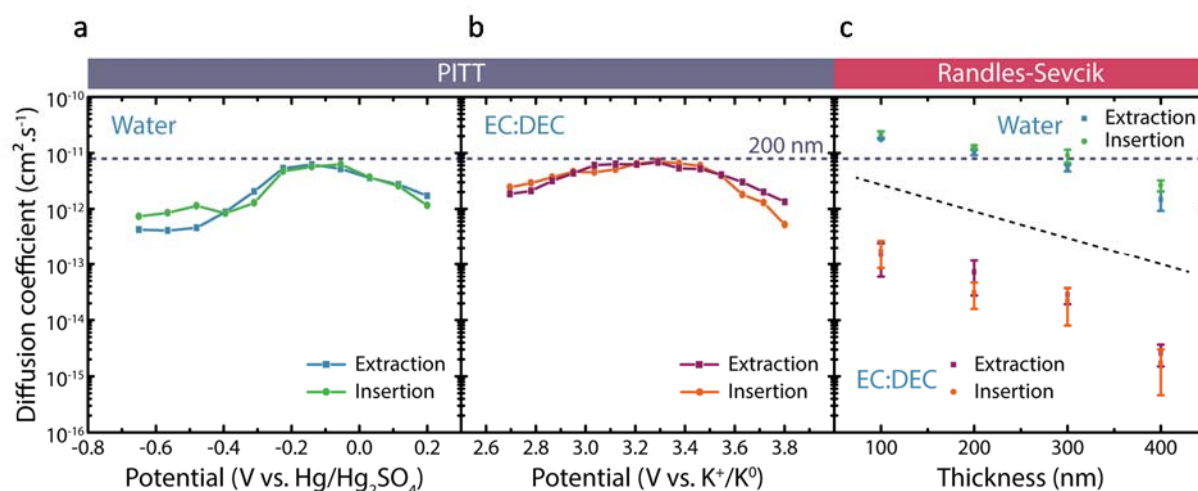 a
b
c
PITT
Randles-Sevcik
Diffusion coefficient (cm².s⁻¹)
10⁻¹⁰
10⁻¹¹
10⁻¹²
10⁻¹³
10⁻¹⁴
10⁻¹⁵
10⁻¹⁶
Water
Extraction
Insertion
-0.8 -0.6 -0.4 -0.2 0.0 0.2
Potential (V vs. Hg/Hg₂SO₄)
EC:DEC
200 nm
Extraction
Insertion
2.6 2.8 3.0 3.2 3.4 3.6 3.8
Potential (V vs. K⁺/K⁰)
Water
Extraction
Insertion
EC:DEC
Extraction
Insertion
100 200 300 400
Thickness (nm)